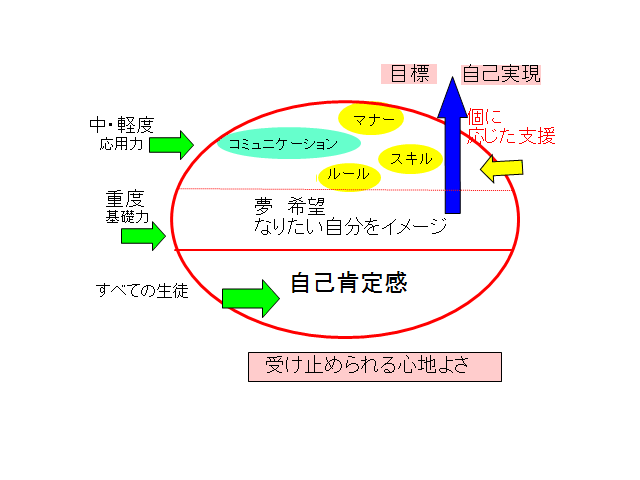 目標 自己実現
中・軽度
応用力
マナー
コミュニケーション
スキル
ルール
個に
応じた支援
重度
基礎力
夢 希望
なりたい自分をイメージ
すべての生徒
自己肯定感
受け止められる心地よさ